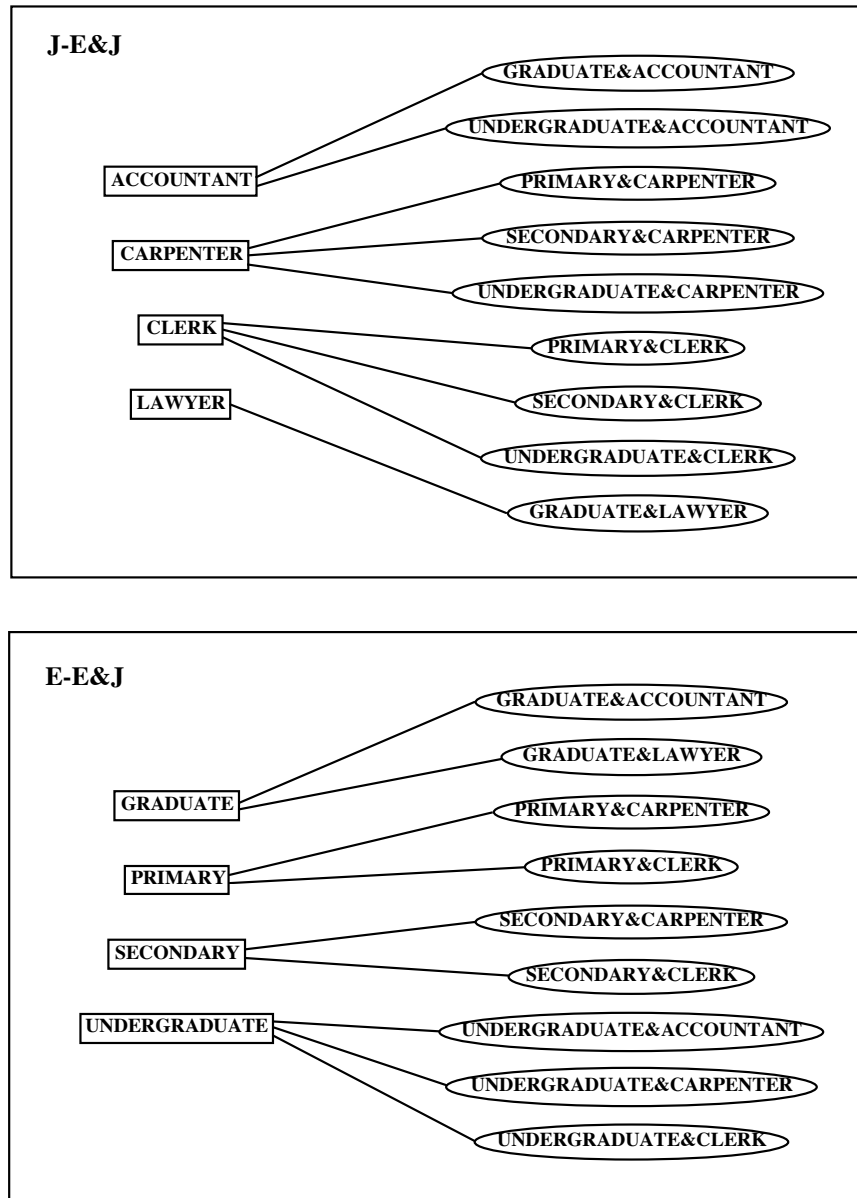 J-E&J
GRADUATE&ACCOUNTANT
UNDERGRADUATE&ACCOUNTANT
ACCOUNTANT
PRIMARY&CARPENTER
SECONDARY&CARPENTER
CARPENTER
UNDERGRADUATE&CARPENTER
CLERK
PRIMARY&CLERK
LAWYER
SECONDARY&CLERK
UNDERGRADUATE&CLERK
GRADUATE&LAWYER
E-E&J
GRADUATE&ACCOUNTANT
GRADUATE&LAWYER
GRADUATE
PRIMARY&CARPENTER
PRIMARY
PRIMARY&CLERK
SECONDARY&CARPENTER
SECONDARY
SECONDARY&CLERK
UNDERGRADUATE
UNDERGRADUATE&ACCOUNTANT
UNDERGRADUATE&CARPENTER
UNDERGRADUATE&CLERK